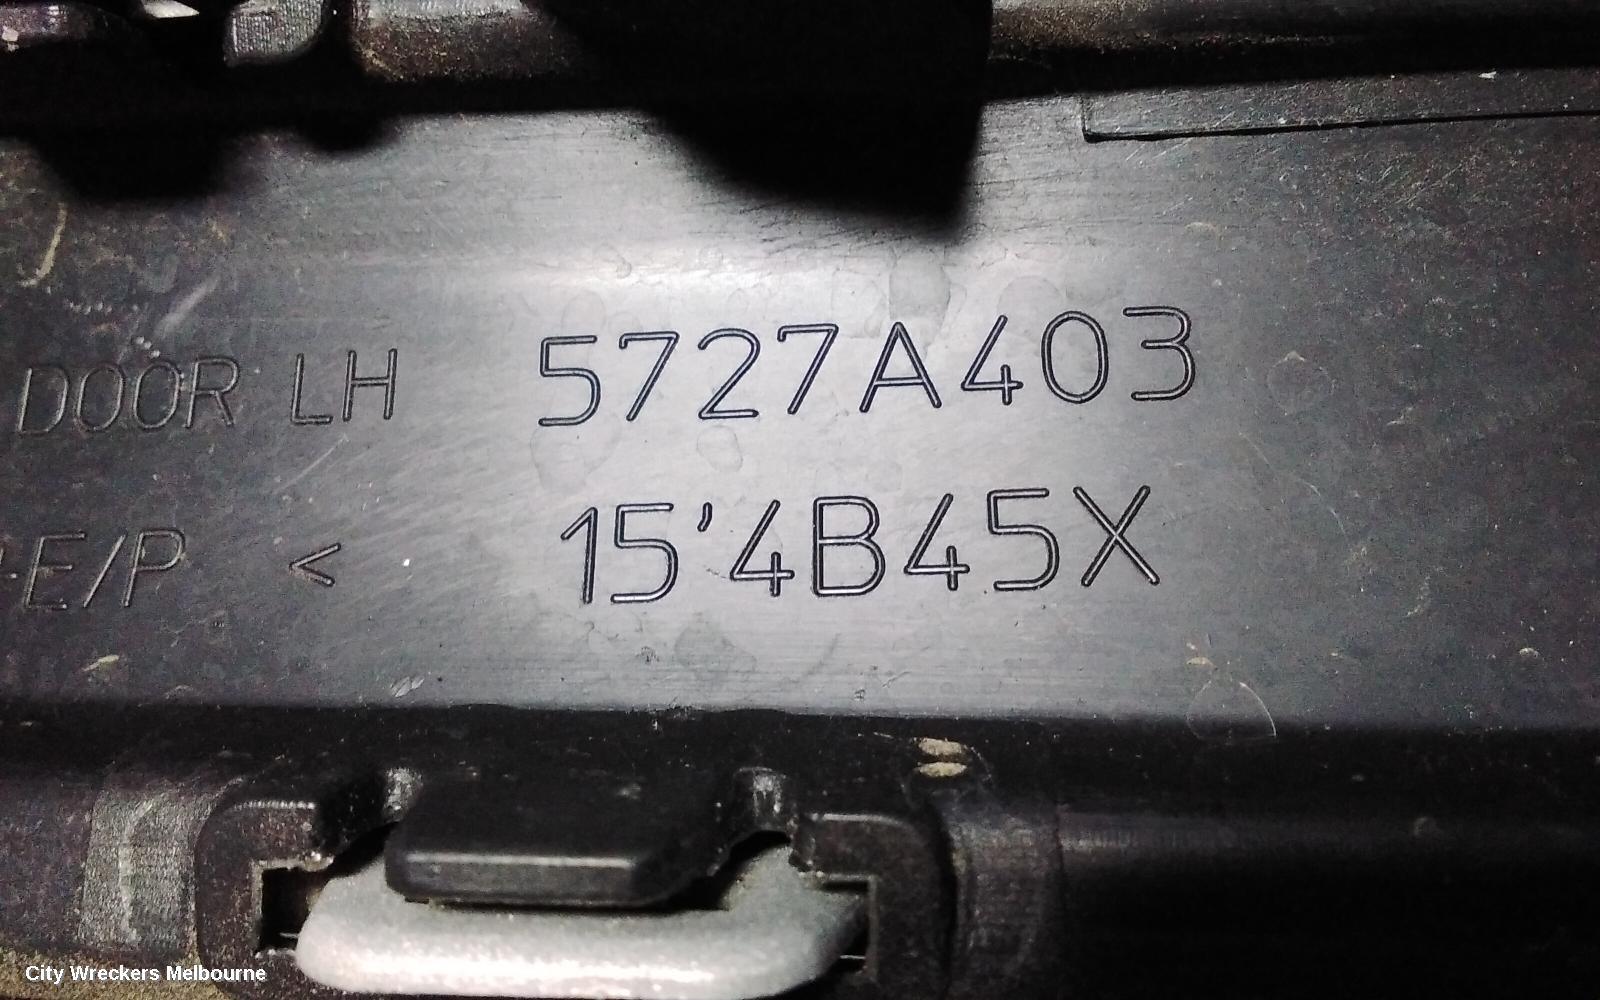 DOOR LH 5727A403
E/P < 15'4B45X
City Wreckers Melbourne